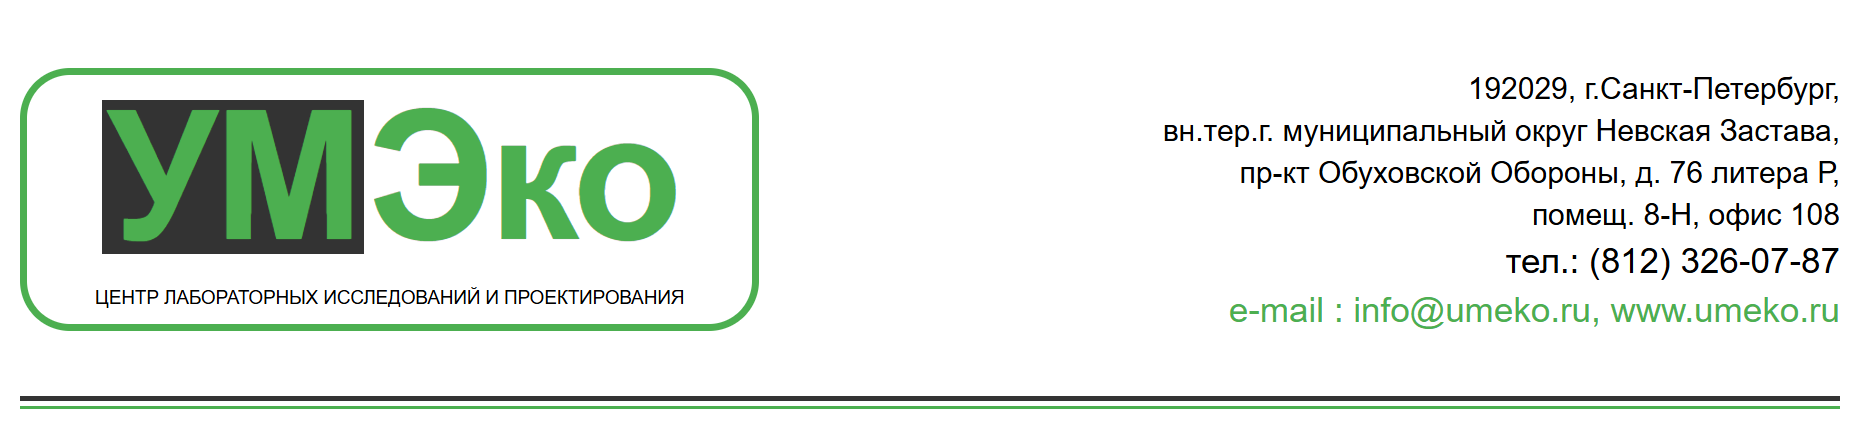 УМЭко
ЦЕНТР ЛАБОРАТОРНЫХ ИССЛЕДОВАНИЙ И ПРОЕКТИРОВАНИЯ
192029, г.Санкт-Петербург,
вн.тер.г. муниципальный округ Невская Застава,
пр-кт Обуховской Обороны, д. 76 литера Р,
помещ. 8-Н, офис 108
тел.: (812) 326-07-87
e-mail : info@umeko.ru, www.umeko.ru